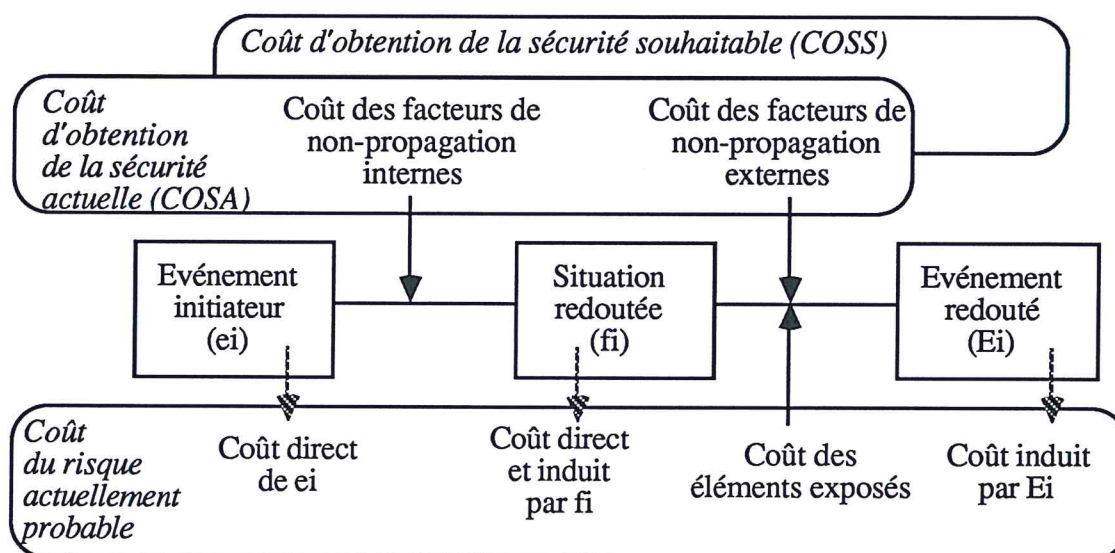 Coût d'obtention de la sécurité souhaitable (COSS)
Coût
d'obtention
de la sécurité
actuelle (COSA)
Coût des facteurs de
non-propagation
internes
Coût des facteurs de
non-propagation
externes
Evénement
initiateur
(ei)
Situation
redoutée
(fi)
Evénement
redouté
(Ei)
Coût
du risque
actuellement
probable
Coût direct
de ei
Coût direct
et induit
par fi
Coût des
éléments exposés
Coût induit
par Ei